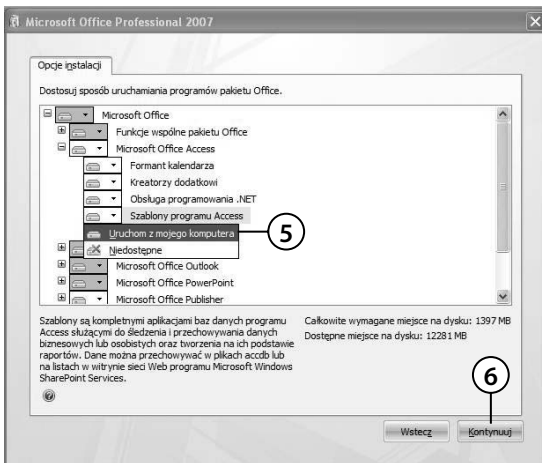 Microsoft Office Professional 2007
Opcje instalacji
Dostosuj sposób uruchamiania programów pakietu Office.
Microsoft Office
Funkcje wspólne pakietu Office
Microsoft Office Access
Formant kalendarza
Kreatorzy dodatkowi
Obsługa programowania .NET
Szablony programu Access
Uruchom z mojego komputera
5
Niedostępne
Microsoft Office Outlook
Microsoft Office PowerPoint
Microsoft Office Publisher
Szablony są kompletnymi aplikacjami baz danych programu
Access służącymi do śledzenia i przechowywania danych
biznesowych lub osobistych oraz tworzenia na ich podstawie
raportów. Dane można przechowywać w plikach accdb lub
na listach w witrynie sieci Web programu Microsoft Windows
SharePoint Services.
Całkowite wymagane miejsce na dysku: 1397 MB
Dostępne miejsce na dysku: 12281 MB
6
Wstecz
Kontynuuj